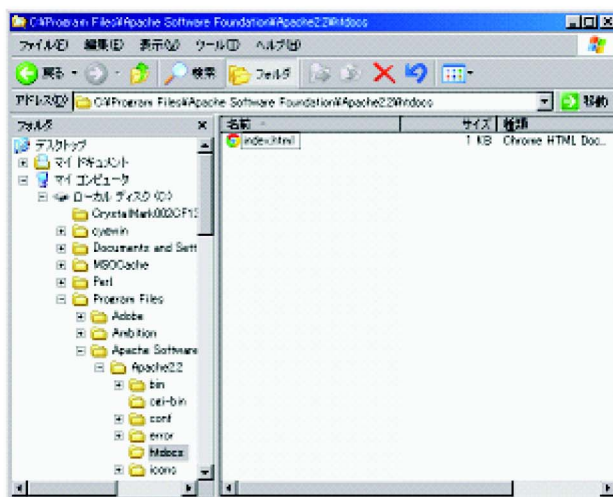 C:¥Program Files¥Apache Software Foundation¥Apache2.2¥htdocs
ファイル(F) 編集(E) 表示(V) ツール(T) ヘルプ(H)
戻る 検索 フォルダ
アドレス(D) C:¥Program Files¥Apache Software Foundation¥Apache2.2¥htdocs 移動
フォルダ × 名前 サイズ 種類
デスクトップ
マイ ドキュメント
マイ コンピュータ
ローカル ディスク (C:)
Documents and Sett
MSOCache
Perl
Program Files
Adobe
Ambition
Apache Software
Apache2.2
bin
cgi-bin
conf
error
htdocs
icons
index.html 1 KB Chrome HTML Doc...